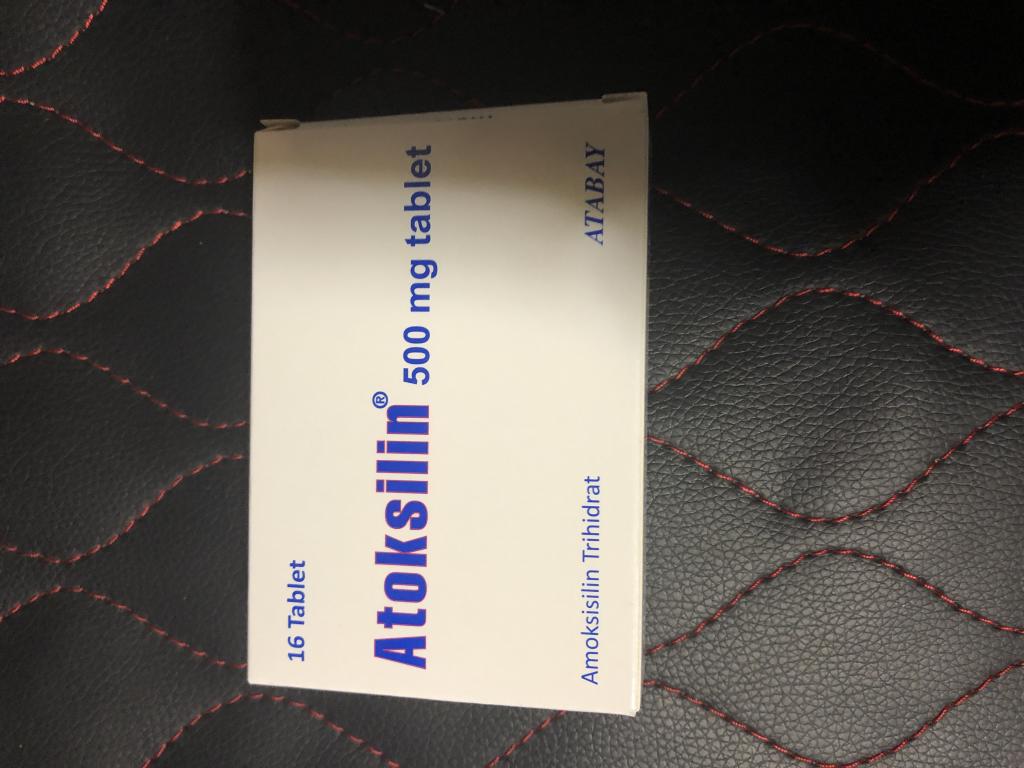 16 Tablet
Atoksilin® 500 mg tablet
Amoksisilin Trihidrat
ATABAY